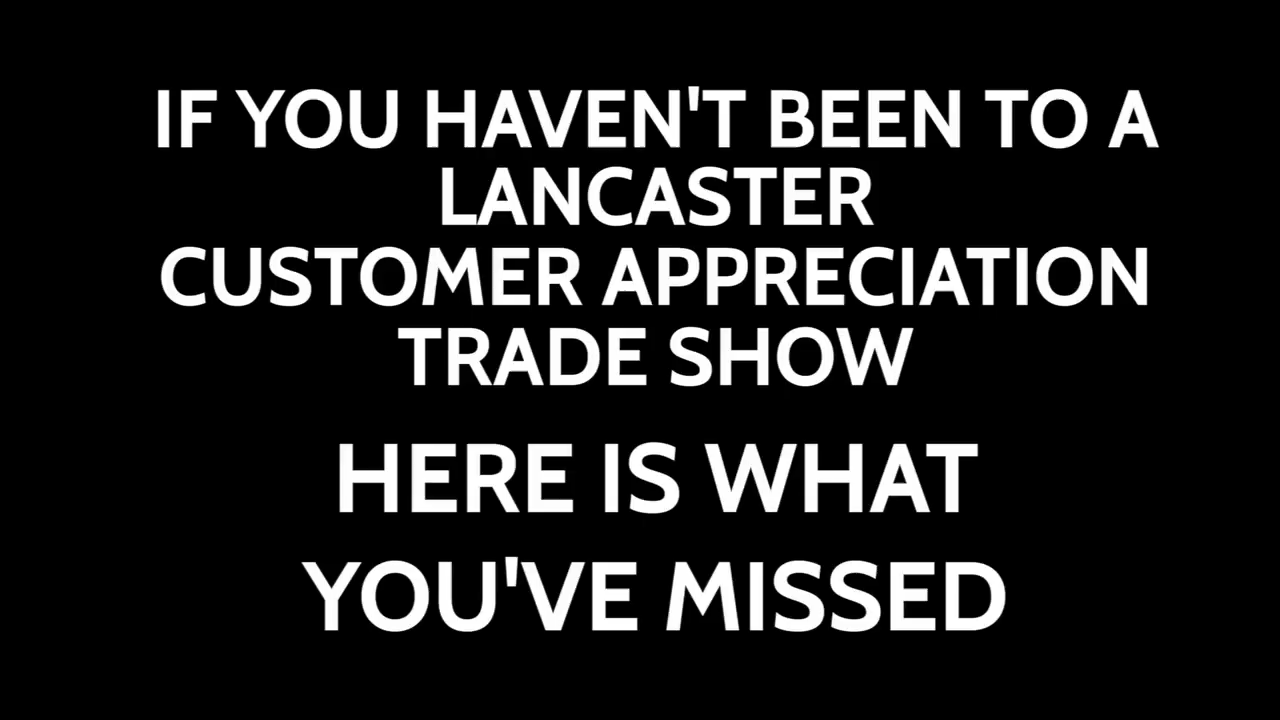 IF YOU HAVEN'T BEEN TO A
LANCASTER
CUSTOMER APPRECIATION
TRADE SHOW
HERE IS WHAT
YOU'VE MISSED